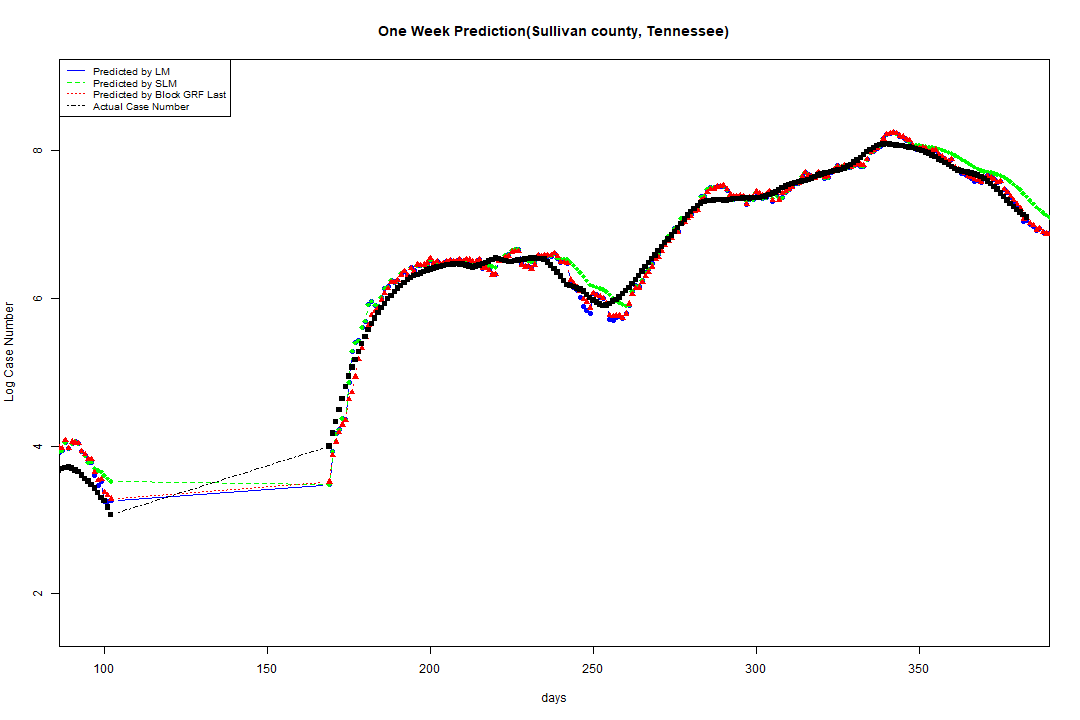 One Week Prediction(Sullivan county, Tennessee)
Predicted by LM
Predicted by SLM
Predicted by Block GRF Last
Actual Case Number
8
6
4
2
Log Case Number
100 150 200 250 300 350
days